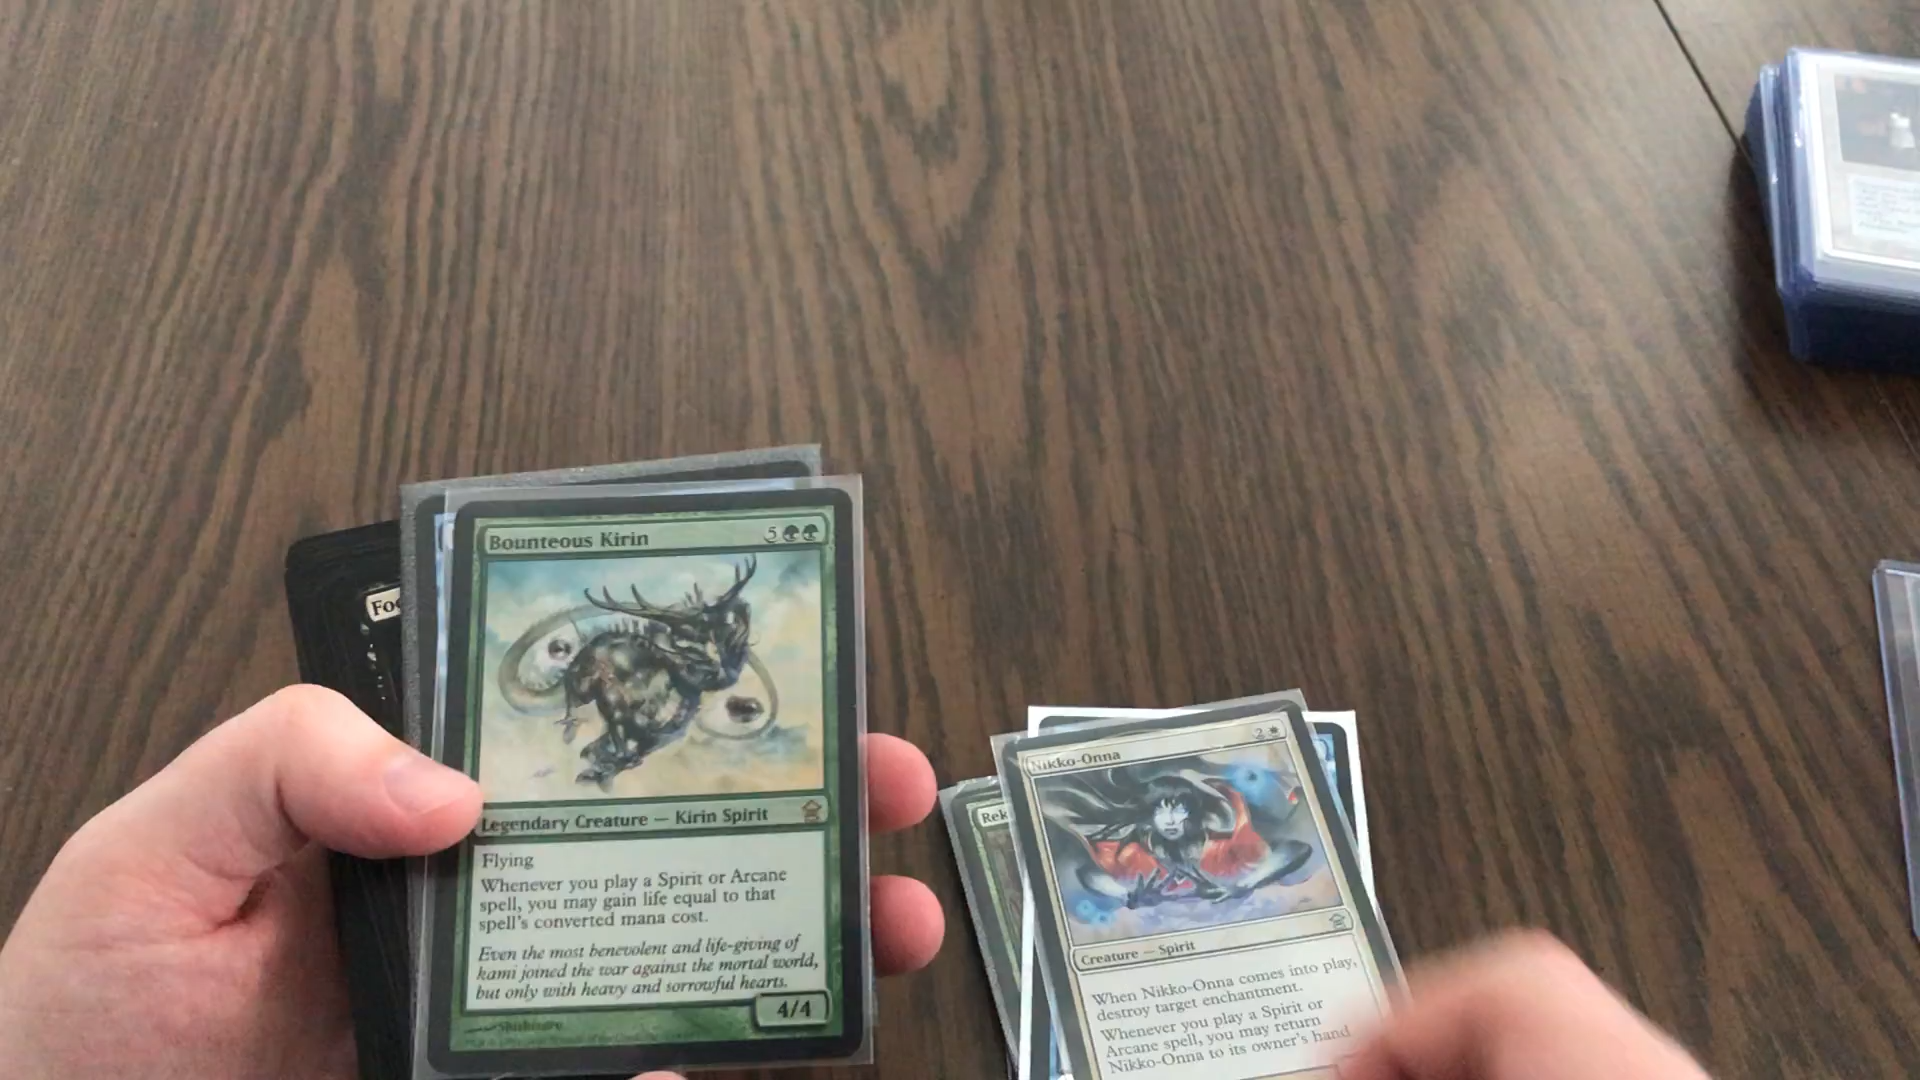 Bounteous Kirin 5
Legendary Creature — Kirin Spirit
Flying
Whenever you play a Spirit or Arcane
spell, you may gain life equal to that
spell's converted mana cost.
Even the most benevolent and life-giving of
kami joined the war against the mortal world,
but only with heavy and sorrowful hearts.
4/4
Shishizaru
Fo
Rek
Nikko-Onna 2
Creature — Spirit
When Nikko-Onna comes into play,
destroy target enchantment.
Whenever you play a Spirit or
Arcane spell, you may return
Nikko-Onna to its owner's hand